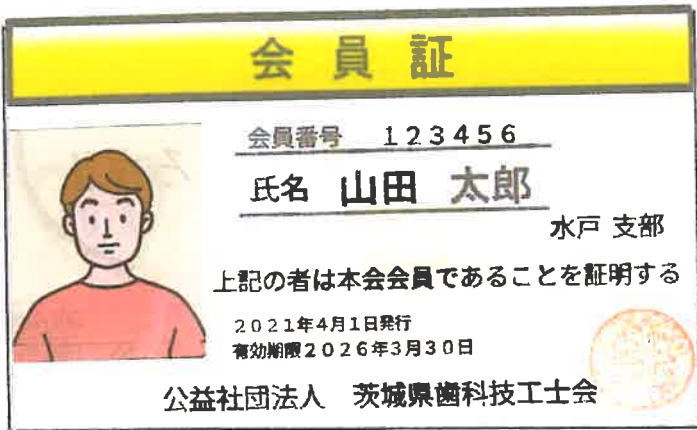 会員証
会員番号 123456
氏名 山田 太郎
水戸 支部
上記の者は本会会員であることを証明する
2021年4月1日発行
有効期限2026年3月30日
公益社団法人 茨城県歯科技工士会